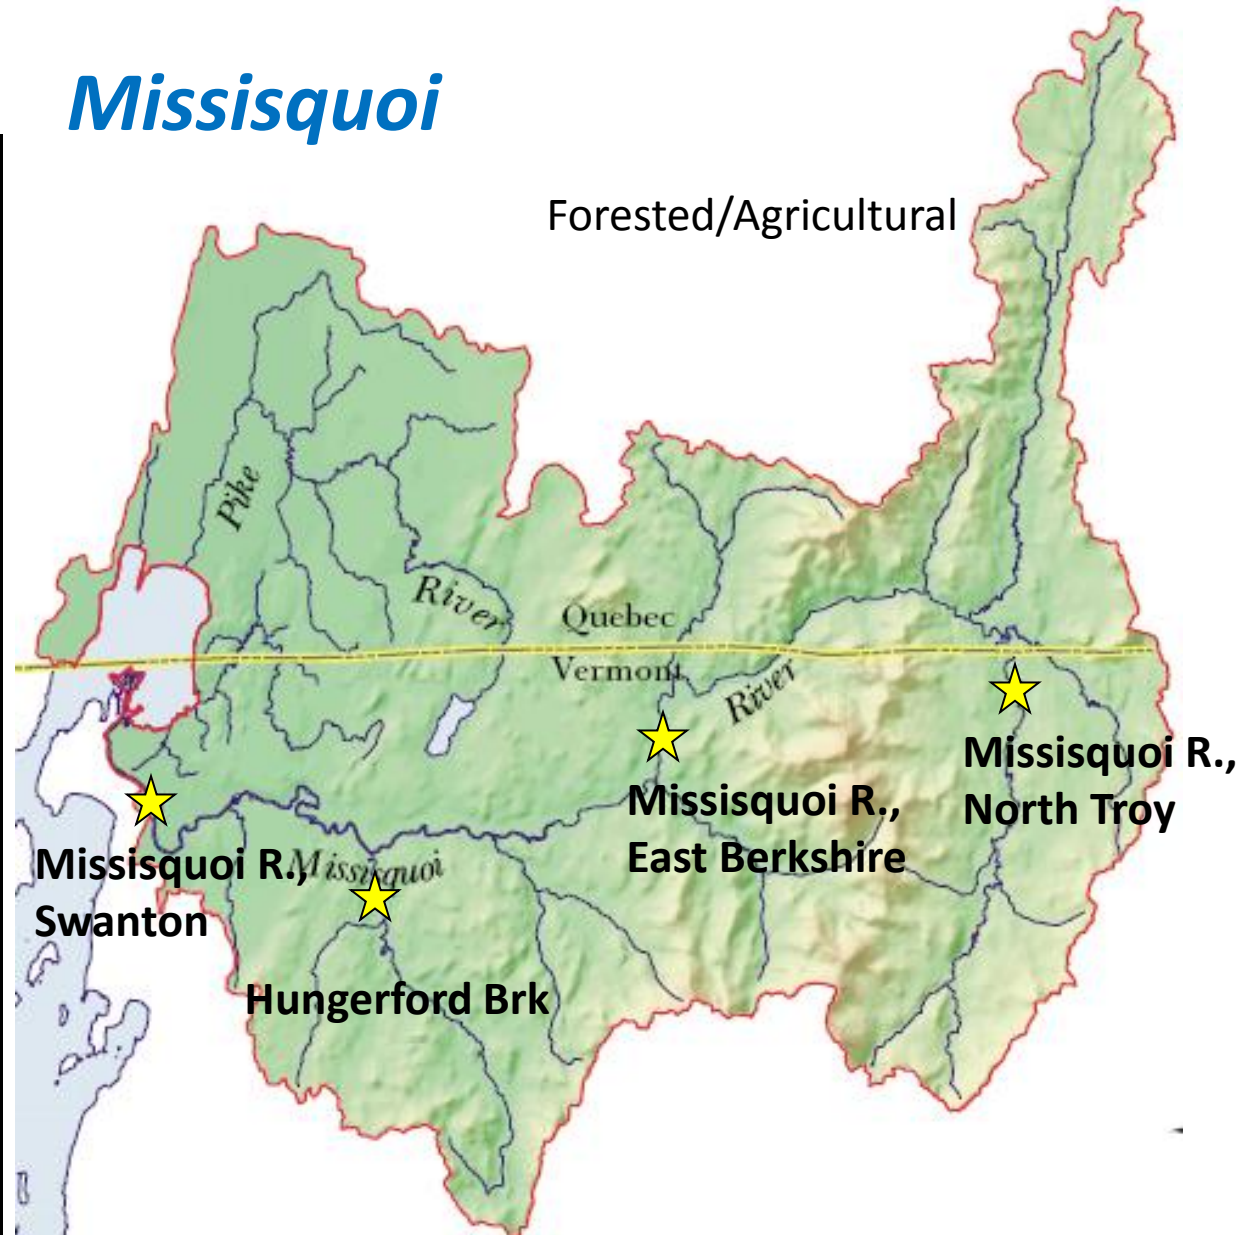 Missisquoi
Forested/Agricultural
Pike
River
Quebec
Vermont
River
Missisquoi R.,
North Troy
Missisquoi R.,
East Berkshire
Missisquoi R.,
Swanton
Missisquoi
Hungerford Brk